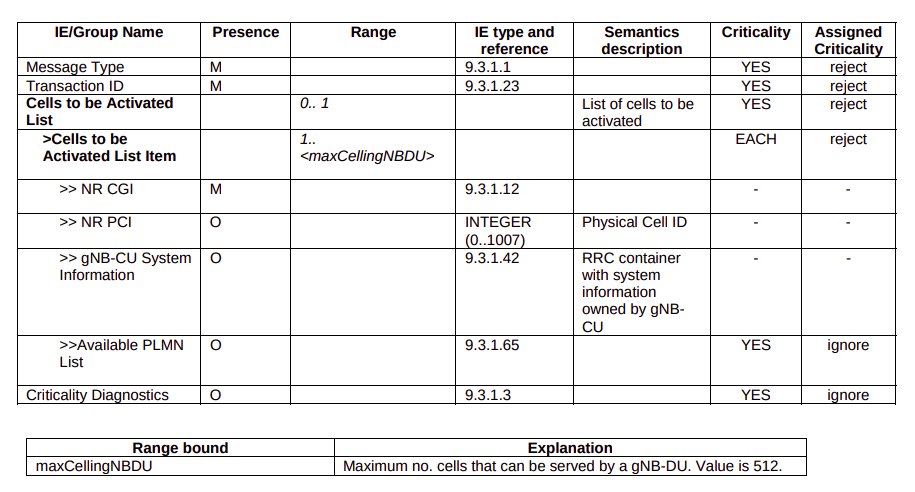 IE/Group Name Presence Range IE type and reference Semantics description Criticality Assigned Criticality
Message Type M 9.3.1.1 YES reject
Transaction ID M 9.3.1.23 YES reject
Cells to be Activated List 0.. 1 List of cells to be activated YES reject
>Cells to be Activated List Item 1.. <maxCellingNBDU> EACH reject
>> NR CGI M 9.3.1.12 - -
>> NR PCI O INTEGER (0..1007) Physical Cell ID - -
>> gNB-CU System Information O 9.3.1.42 RRC container with system information owned by gNB-CU - -
>>Available PLMN List O 9.3.1.65 YES ignore
Criticality Diagnostics O 9.3.1.3 YES ignore
Range bound Explanation
maxCellingNBDU Maximum no. cells that can be served by a gNB-DU. Value is 512.